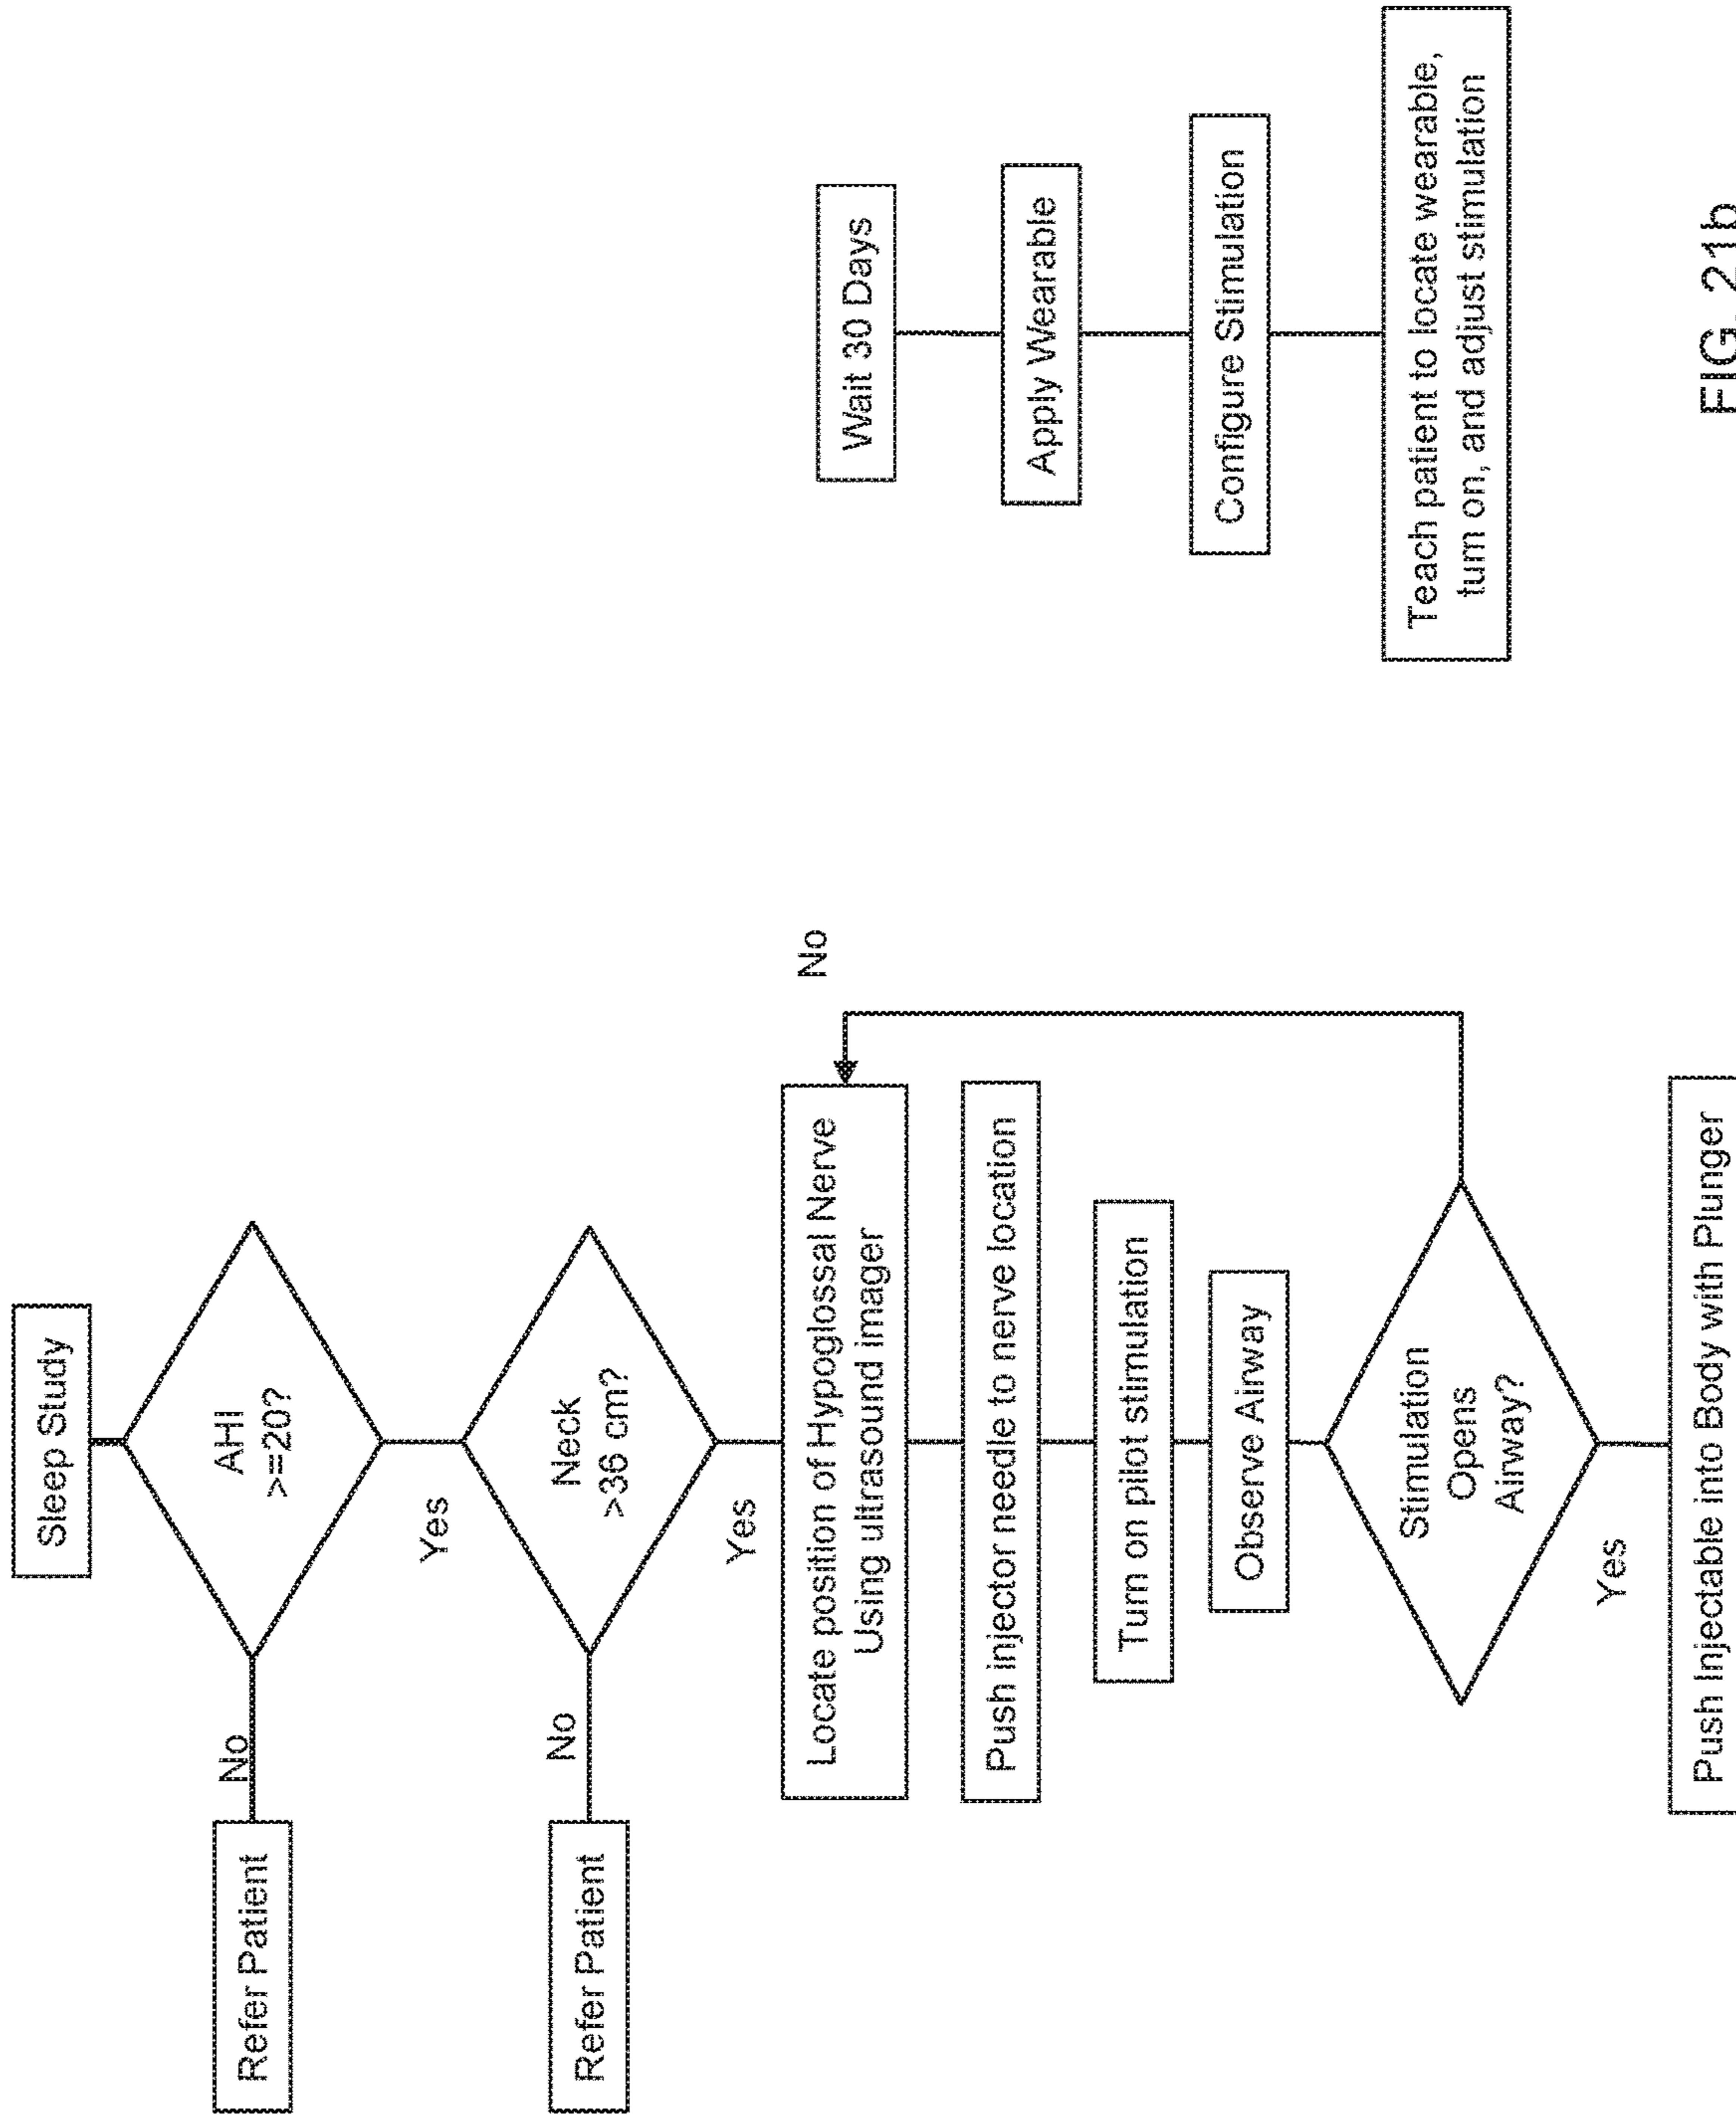 Sleep Study
AHI
>=20?
No
Refer Patient
Yes
Neck
>36 cm?
No
Refer Patient
Yes
Locate position of Hypoglossal Nerve
Using ultrasound imager
No
Push injector needle to nerve location
Turn on pilot stimulation
Observe Airway
Stimulation
Opens
Airway?
Yes
Push Injectable into Body with Plunger
Wait 30 Days
Apply Wearable
Configure Stimulation
Teach patient to locate wearable,
turn on, and adjust stimulation
FIG. 21b